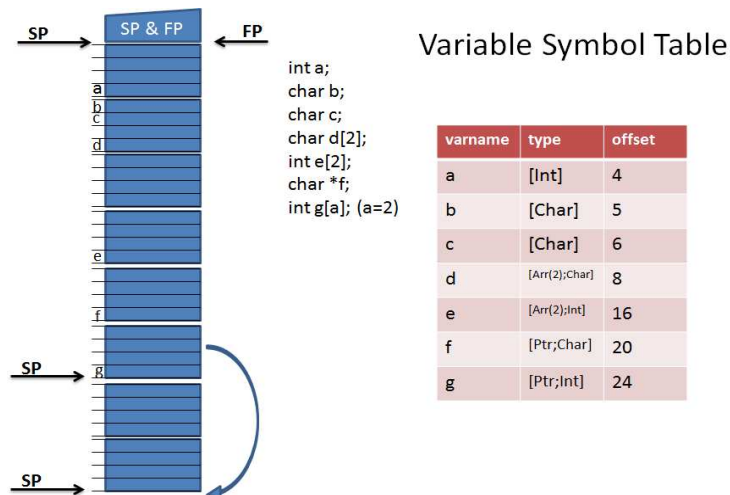 SP & FP
SP
FP
Variable Symbol Table
int a;
char b;
char c;
char d[2];
int e[2];
char *f;
int g[a]; (a=2)
a
b
c
d
e
f
g
SP
SP
varname type offset
a [Int] 4
b [Char] 5
c [Char] 6
d [Arr(2);Char] 8
e [Arr(2);Int] 16
f [Ptr;Char] 20
g [Ptr;Int] 24